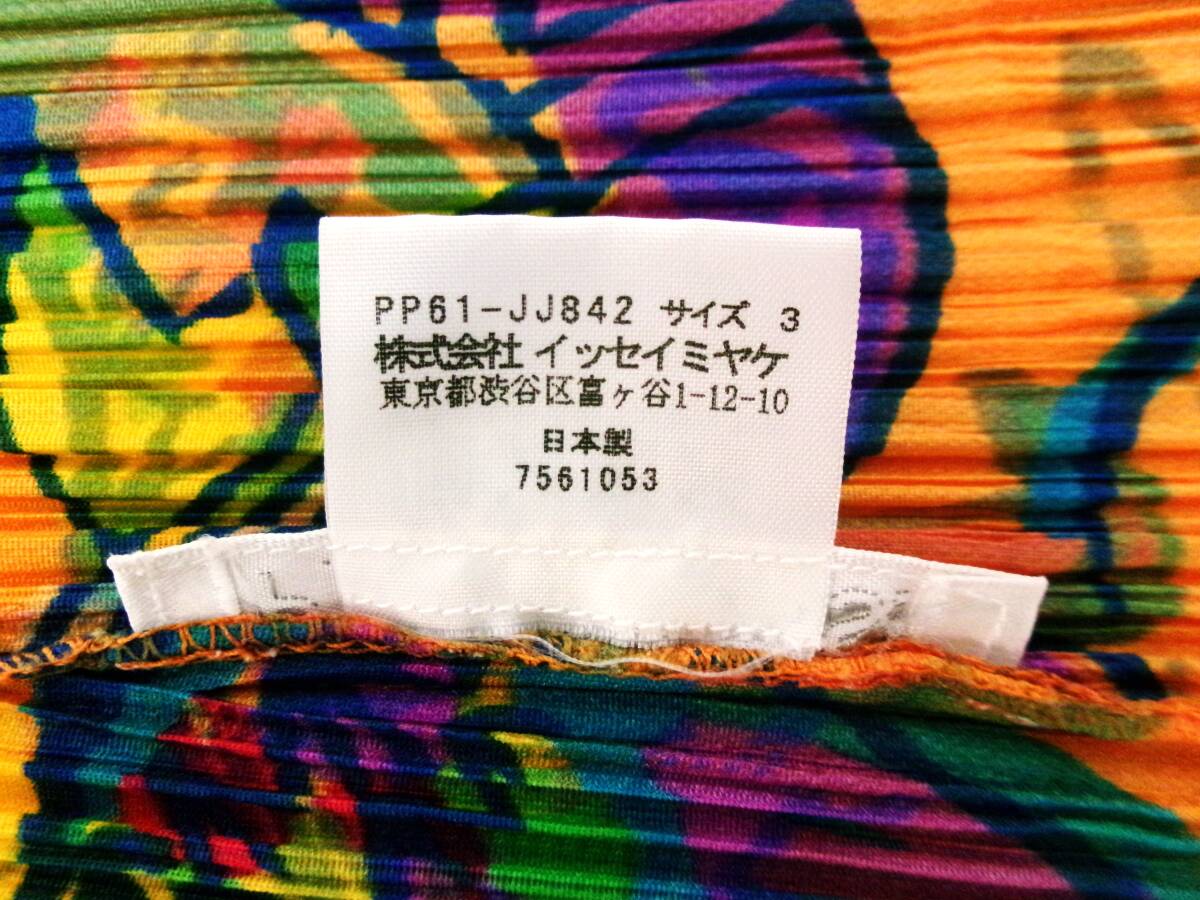 PP61-JJ842 サイズ 3
株式会社 イッセイミヤケ
東京都渋谷区富ヶ谷1-12-10
日本製
7561053